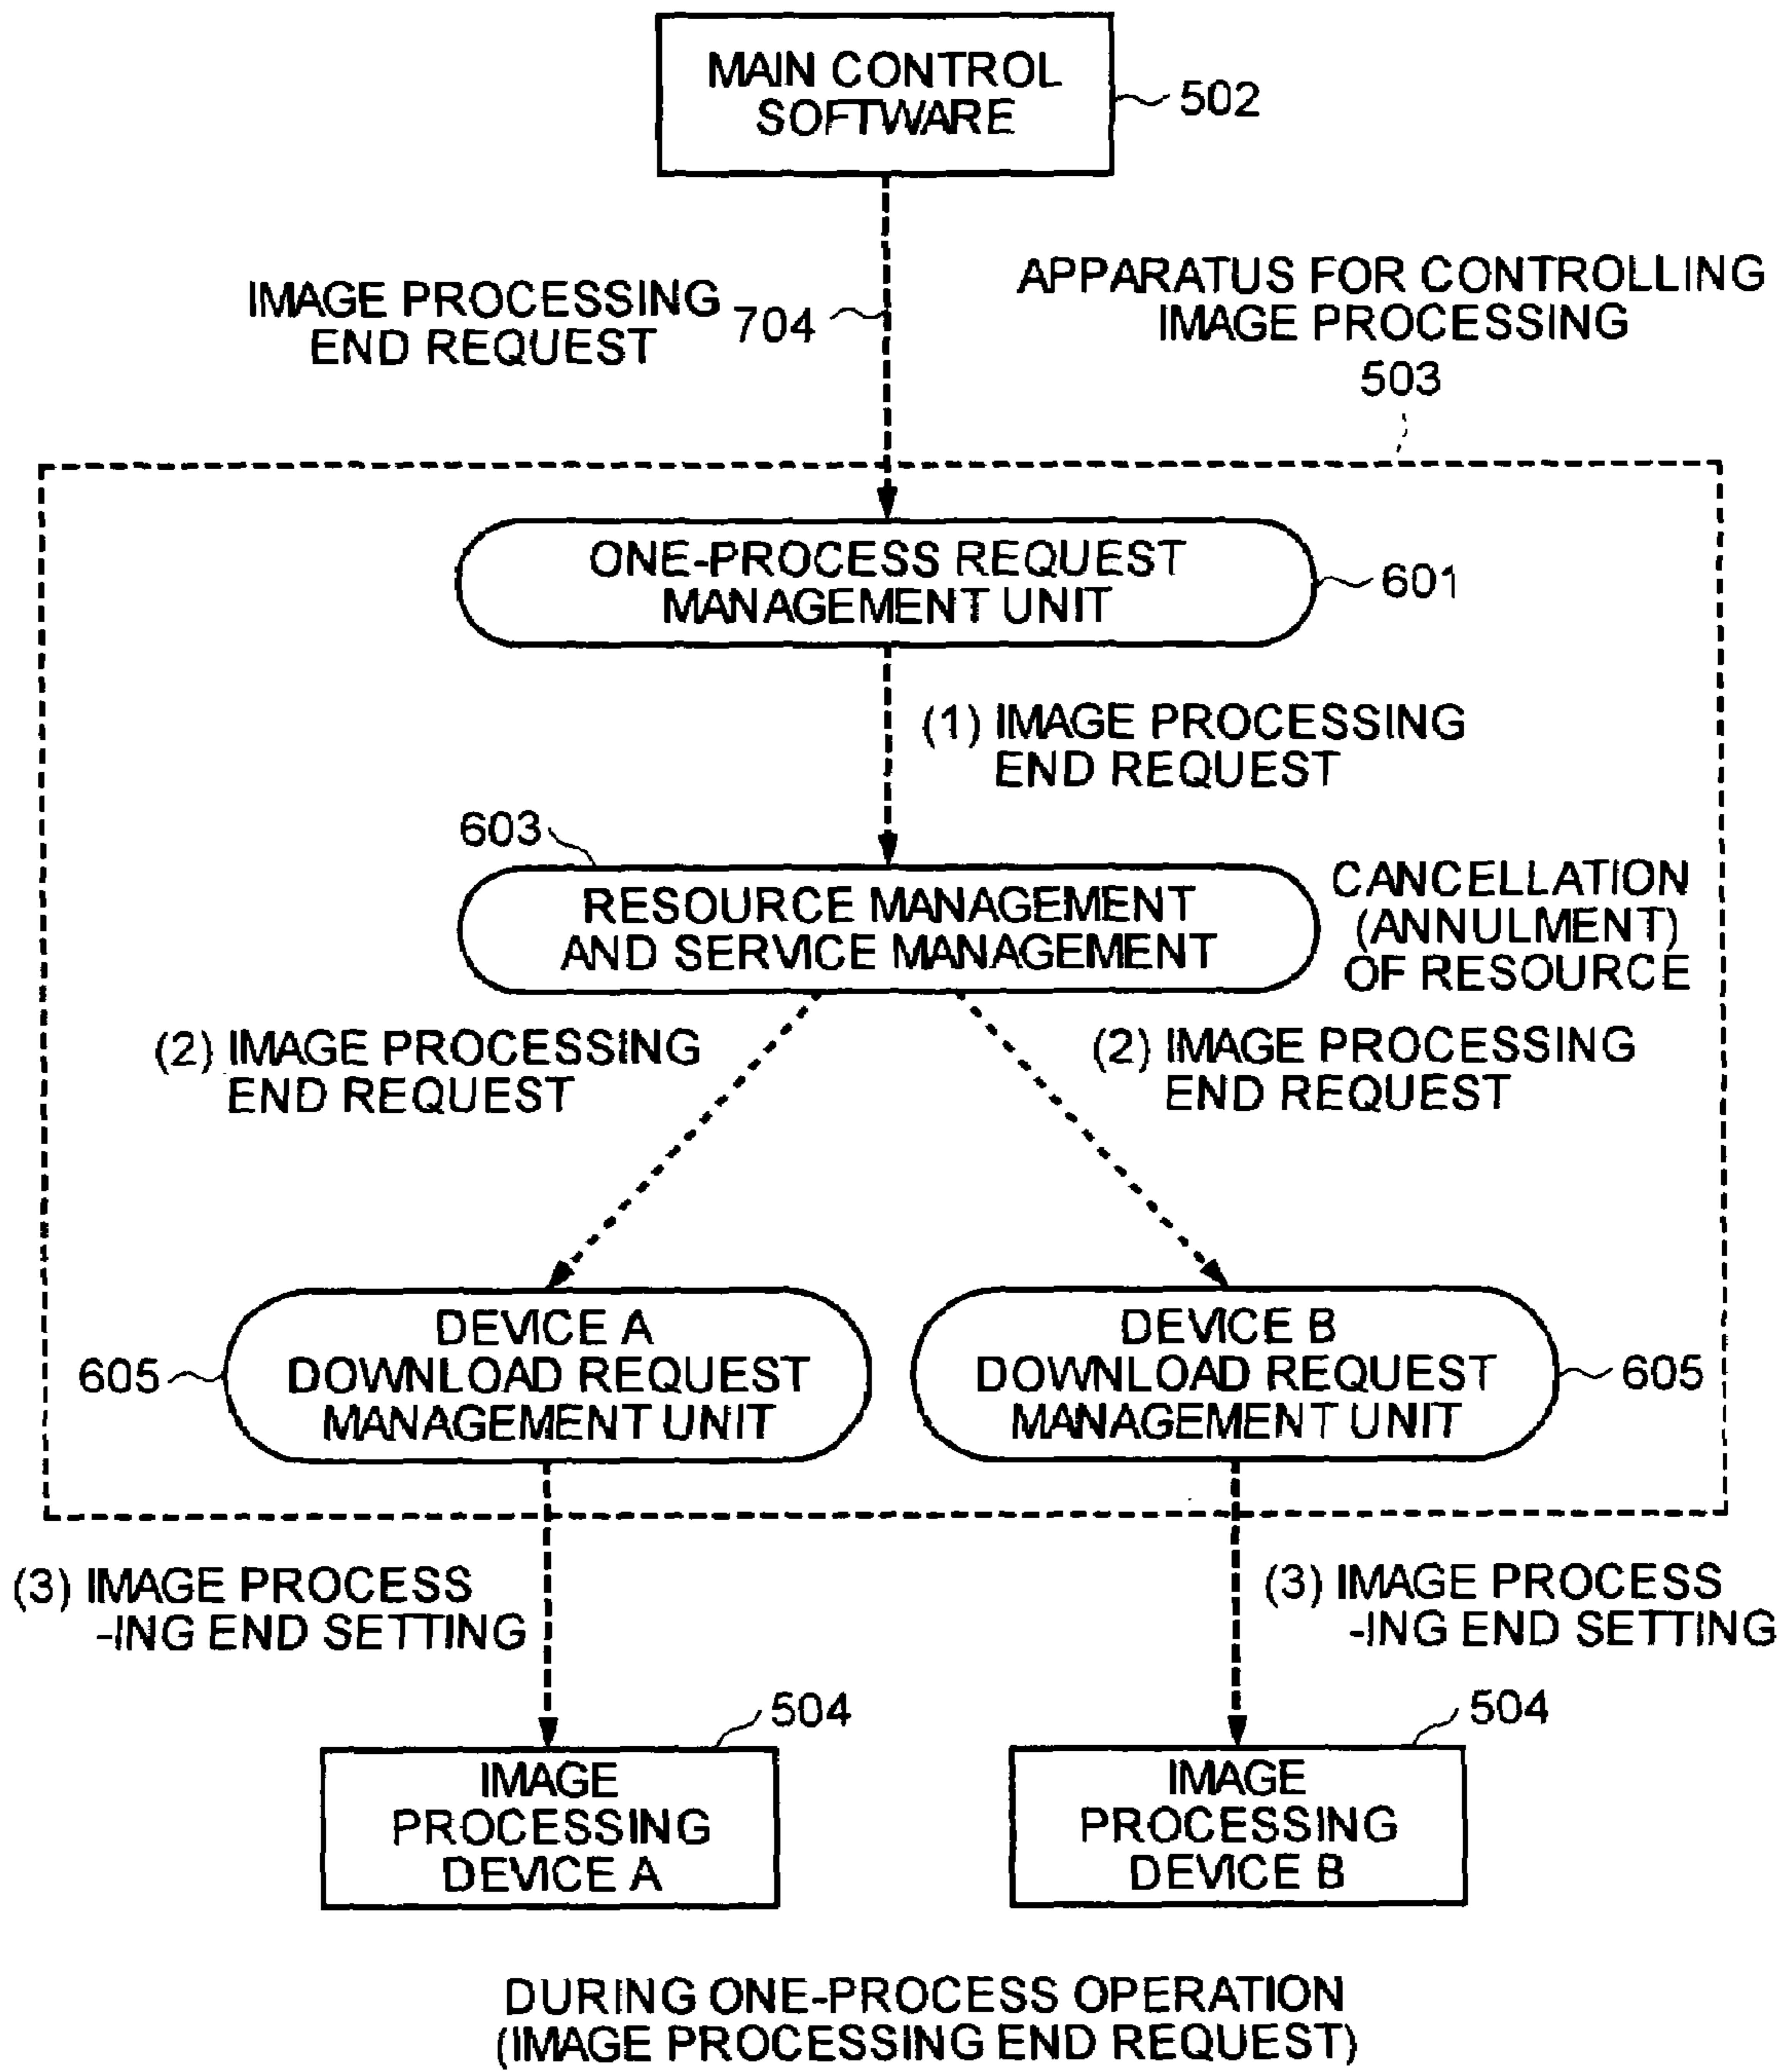 MAIN CONTROL
SOFTWARE
502
IMAGE PROCESSING
END REQUEST
704
APPARATUS FOR CONTROLLING
IMAGE PROCESSING
503
ONE-PROCESS REQUEST
MANAGEMENT UNIT
601
(1) IMAGE PROCESSING
END REQUEST
603
RESOURCE MANAGEMENT
AND SERVICE MANAGEMENT
CANCELLATION
(ANNULMENT)
OF RESOURCE
(2) IMAGE PROCESSING
END REQUEST
(2) IMAGE PROCESSING
END REQUEST
605
DEVICE A
DOWNLOAD REQUEST
MANAGEMENT UNIT
DEVICE B
DOWNLOAD REQUEST
MANAGEMENT UNIT
605
(3) IMAGE PROCESS
-ING END SETTING
(3) IMAGE PROCESS
-ING END SETTING
504
IMAGE
PROCESSING
DEVICE A
504
IMAGE
PROCESSING
DEVICE B
DURING ONE-PROCESS OPERATION
(IMAGE PROCESSING END REQUEST)